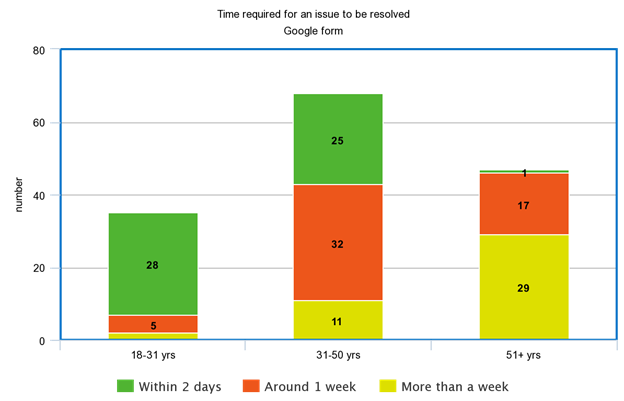 Time required for an issue to be resolved
Google form
80
60
40
20
0
number
28
5
25
32
11
1
17
29
18-31 yrs
31-50 yrs
51+ yrs
Within 2 days
Around 1 week
More than a week